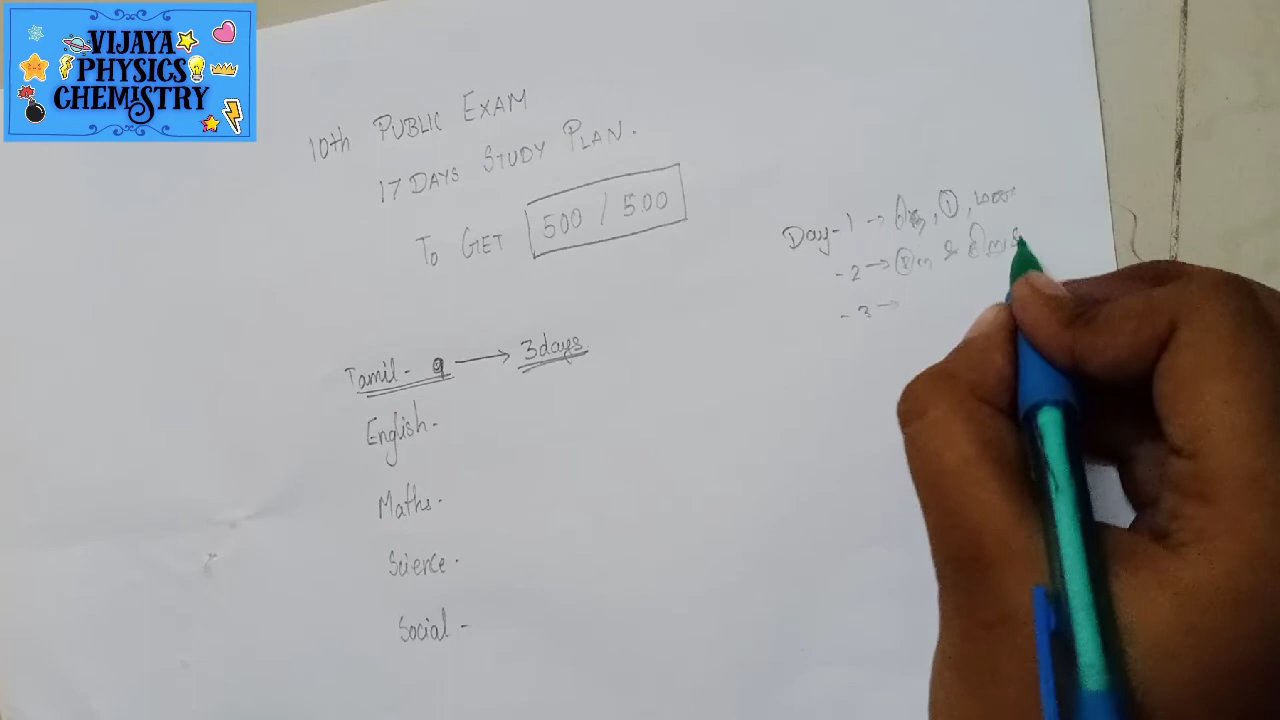 VIJAYA
PHYSICS
CHEMISTRY
10th PUBLIC EXAM
17 DAYS STUDY PLAN.
To GET 500 / 500
Day-1 → ①,
-2 → &
-3 →
Tamil - 9 → 3days
English -
Maths -
Science -
Social -